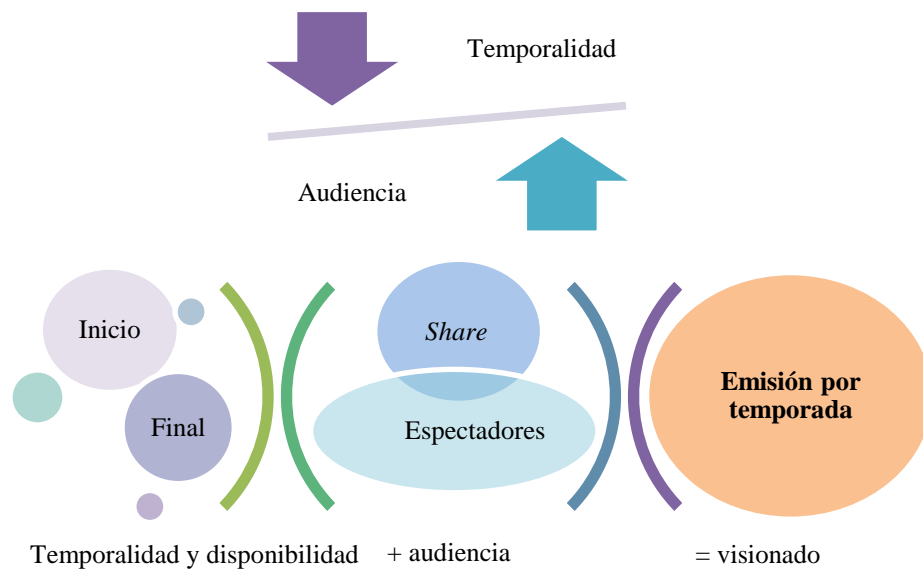 Temporalidad
Audiencia
Inicio
Final
Share
Espectadores
Emisión por
temporada
Temporalidad y disponibilidad
+ audiencia
= visionado